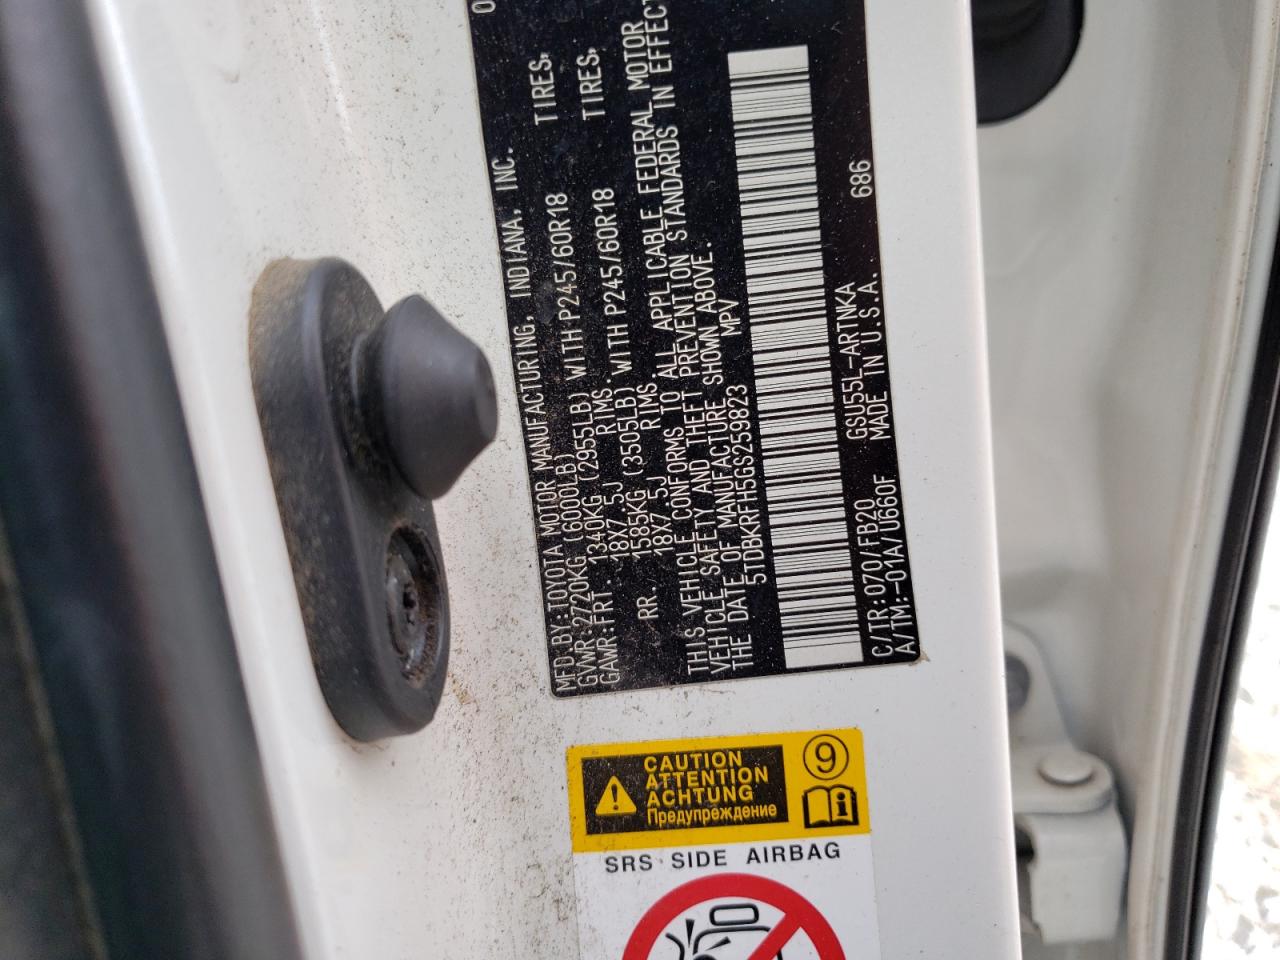 MFD.BY:TOYOTA MOTOR MANUFACTURING, INDIANA, INC. 0
GVWR:2720KG (6000LB)
GAWR:FRT. 1340KG (2955LB) WITH P245/60R18 TIRES,
18X7.5J RIMS.
RR. 1585KG (3505LB) WITH P245/60R18 TIRES,
18X7.5J RIMS.
THIS VEHICLE CONFORMS TO ALL APPLICABLE FEDERAL MOTOR
VEHICLE SAFETY AND THEFT PREVENTION STANDARDS IN EFFECT
THE DATE OF MANUFACTURE SHOWN ABOVE.
5TDBKRFH5GS259823 MPV
C/TR:070/FB20 GSU55L-ARTNKA
A/TM:-01A/U660F MADE IN U.S.A. 686
CAUTION
ATTENTION
ACHTUNG
Предупреждение
9
i
SRS SIDE AIRBAG